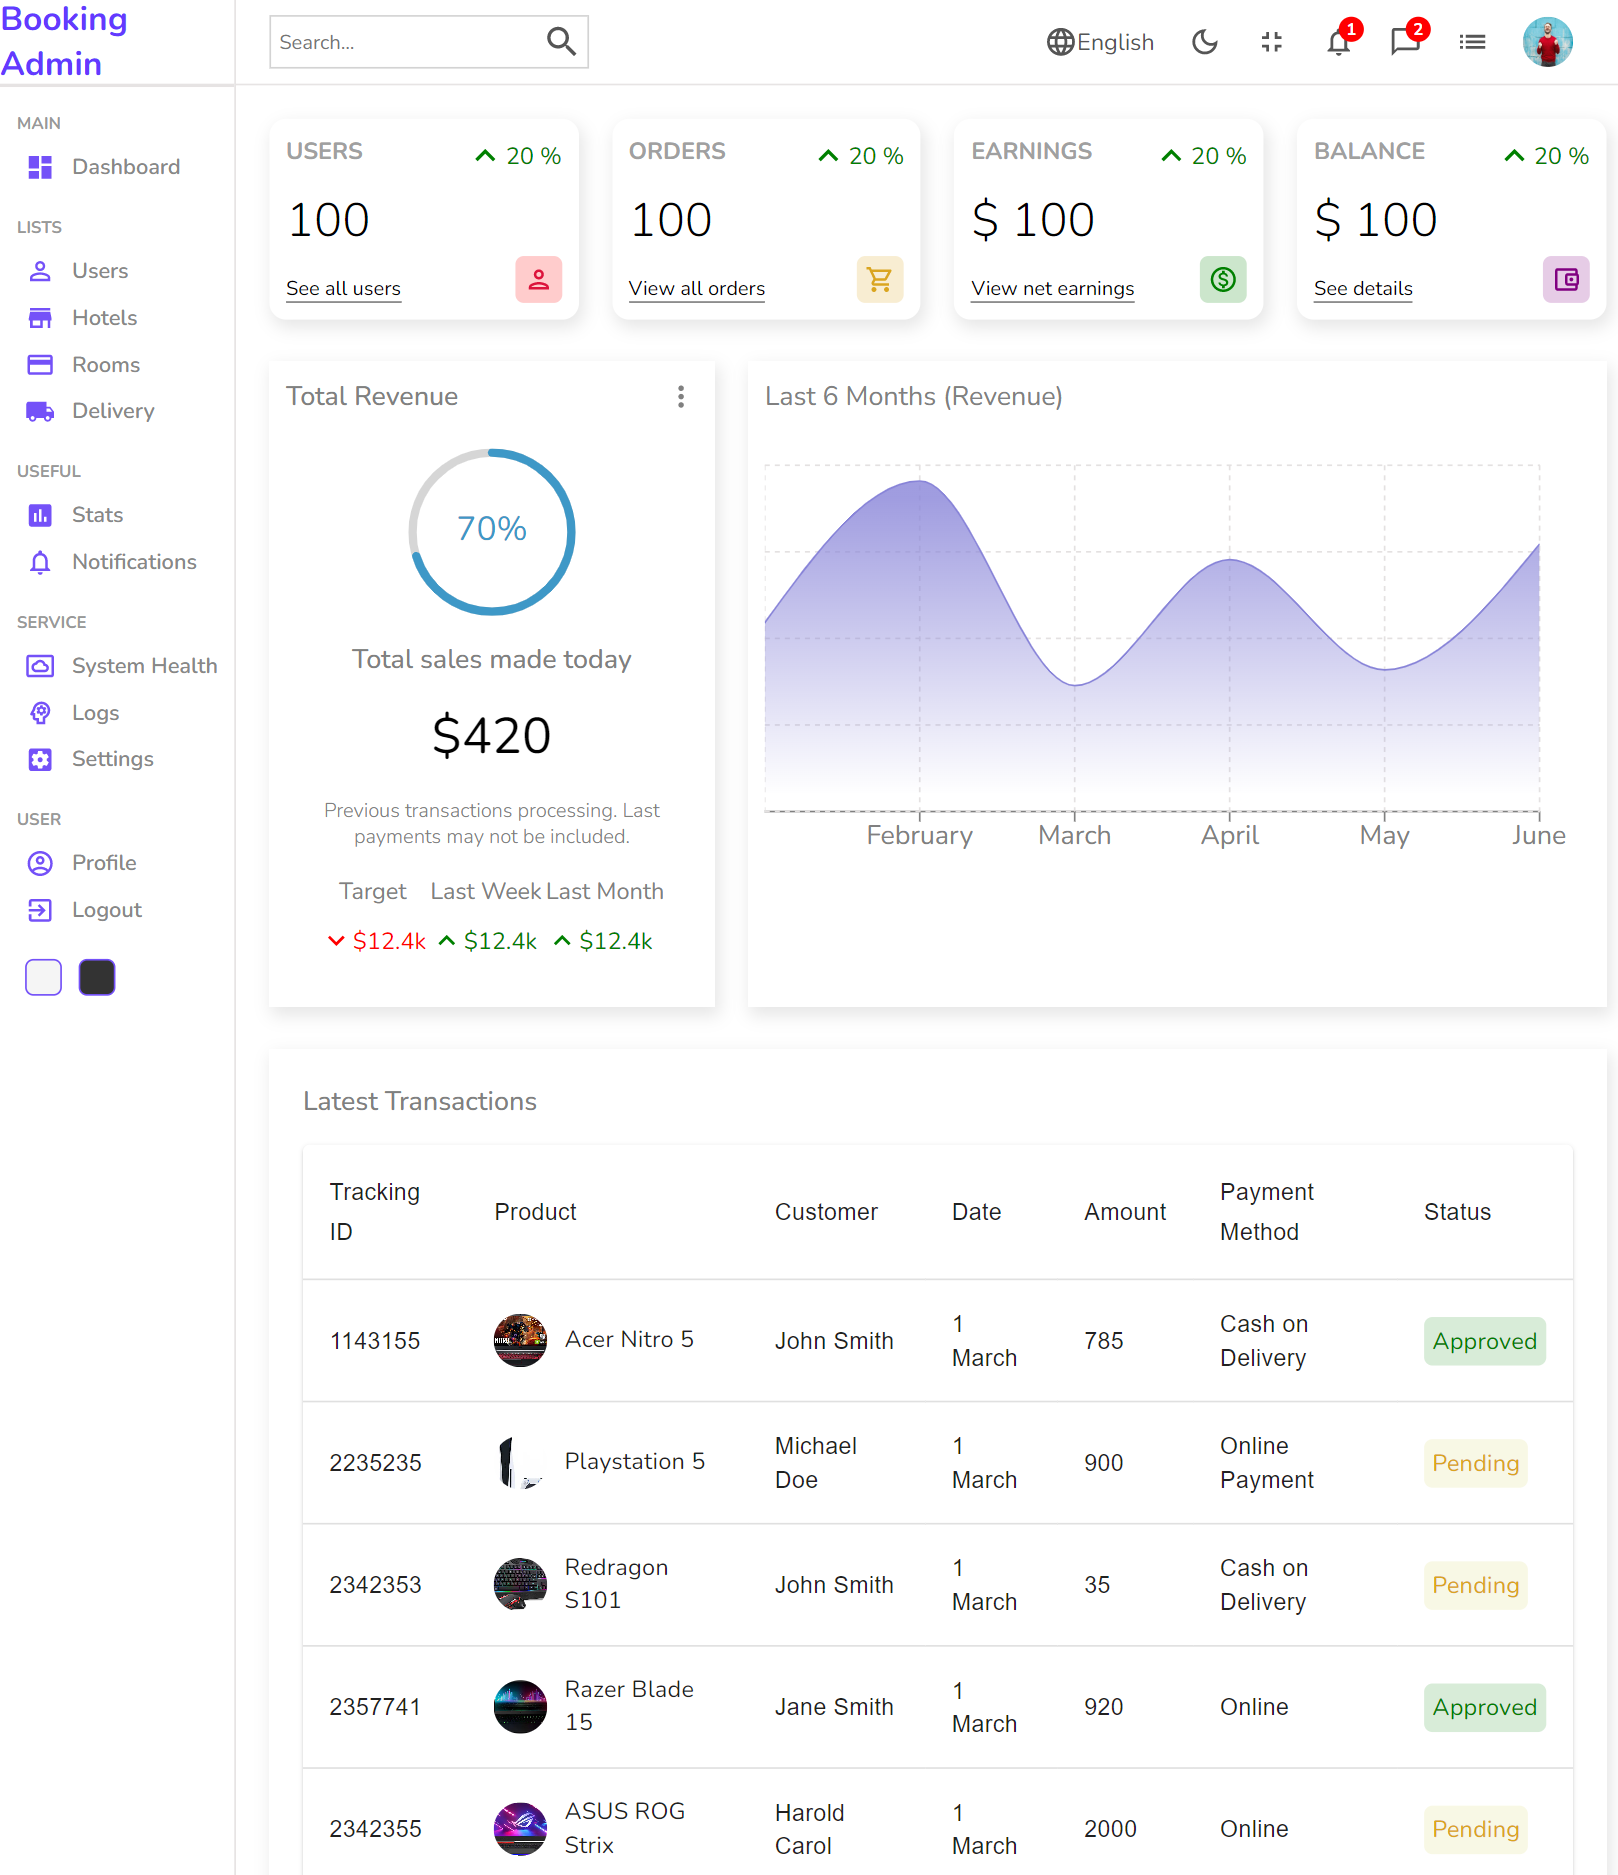 Booking
Admin
Search...
English
1
2
MAIN
Dashboard
LISTS
Users
Hotels
Rooms
Delivery
USEFUL
Stats
Notifications
SERVICE
System Health
Logs
Settings
USER
Profile
Logout
USERS
20 %
100
See all users
ORDERS
20 %
100
View all orders
EARNINGS
20 %
$ 100
View net earnings
BALANCE
20 %
$ 100
See details
Total Revenue
70%
Total sales made today
$420
Previous transactions processing. Last
payments may not be included.
Target Last Week Last Month
$12.4k $12.4k $12.4k
Last 6 Months (Revenue)
February March April May June
Latest Transactions
Tracking
ID
Product
Customer
Date
Amount
Payment
Method
Status
1143155
Acer Nitro 5
John Smith
1
March
785
Cash on
Delivery
Approved
2235235
Playstation 5
Michael
Doe
1
March
900
Online
Payment
Pending
2342353
Redragon
S101
John Smith
1
March
35
Cash on
Delivery
Pending
2357741
Razer Blade
15
Jane Smith
1
March
920
Online
Approved
2342355
ASUS ROG
Strix
Harold
Carol
1
March
2000
Online
Pending